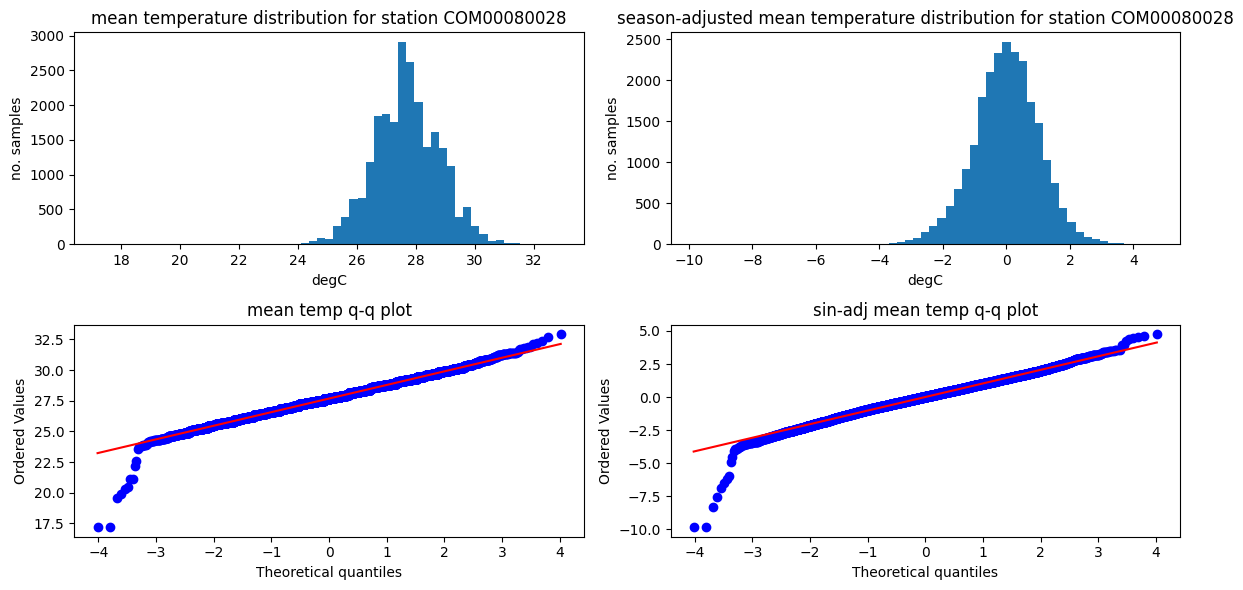 mean temperature distribution for station COM00080028
3000
2500
2000
1500
1000
500
0
no. samples
18 20 22 24 26 28 30 32
degC
season-adjusted mean temperature distribution for station COM00080028
2500
2000
1500
1000
500
0
no. samples
−10 −8 −6 −4 −2 0 2 4
degC
mean temp q-q plot
32.5
30.0
27.5
25.0
22.5
20.0
17.5
Ordered Values
−4 −3 −2 −1 0 1 2 3 4
Theoretical quantiles
sin-adj mean temp q-q plot
5.0
2.5
0.0
−2.5
−5.0
−7.5
−10.0
Ordered Values
−4 −3 −2 −1 0 1 2 3 4
Theoretical quantiles